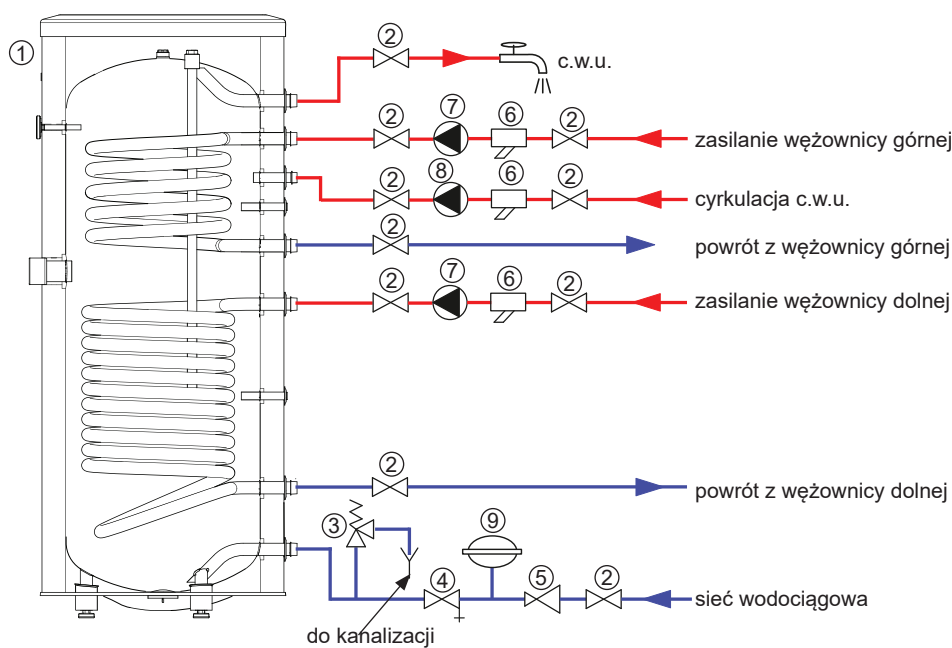 ①
②
c.w.u.
② ⑦ ⑥ ②
zasilanie wężownicy górnej
② ⑧ ⑥ ②
cyrkulacja c.w.u.
②
powrót z wężownicy górnej
② ⑦ ⑥ ②
zasilanie wężownicy dolnej
②
powrót z wężownicy dolnej
③ ⑨
④ ⑤ ②
sieć wodociągowa
do kanalizacji